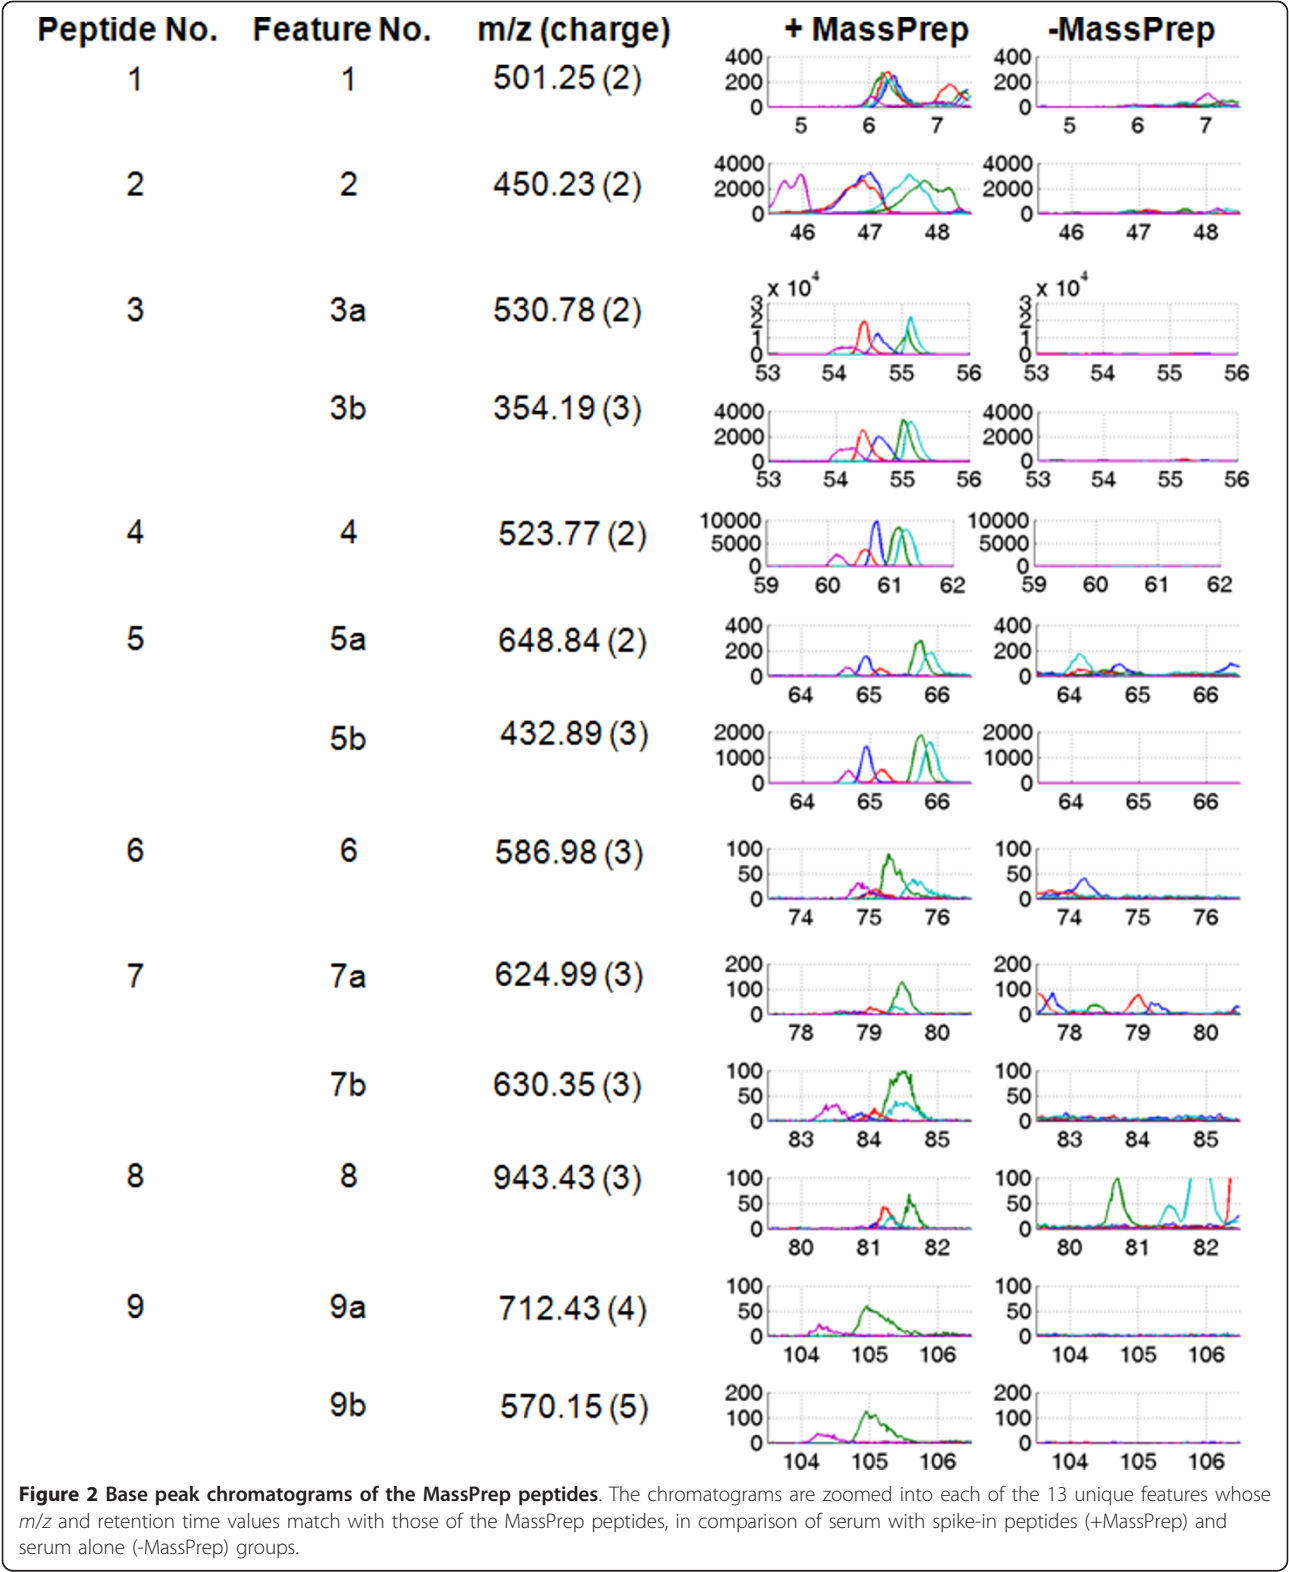 Peptide No. Feature No. m/z (charge) + MassPrep -MassPrep
1 1 501.25 (2)
400 400
200 200
0 0
5 6 7 5 6 7
2 2 450.23 (2)
4000 4000
2000 2000
0 0
46 47 48 46 47 48
3 3a 530.78 (2)
x 10⁴ x 10⁴
3 3
2 2
1 1
0 0
53 54 55 56 53 54 55 56
3b 354.19 (3)
4000 4000
2000 2000
0 0
53 54 55 56 53 54 55 56
4 4 523.77 (2)
10000 10000
5000 5000
0 0
59 60 61 62 59 60 61 62
5 5a 648.84 (2)
400 400
200 200
0 0
64 65 66 64 65 66
5b 432.89 (3)
2000 2000
1000 1000
0 0
64 65 66 64 65 66
6 6 586.98 (3)
100 100
50 50
0 0
74 75 76 74 75 76
7 7a 624.99 (3)
200 200
100 100
0 0
78 79 80 78 79 80
7b 630.35 (3)
100 100
50 50
0 0
83 84 85 83 84 85
8 8 943.43 (3)
100 100
50 50
0 0
80 81 82 80 81 82
9 9a 712.43 (4)
100 100
50 50
0 0
104 105 106 104 105 106
9b 570.15 (5)
200 200
100 100
0 0
104 105 106 104 105 106
Figure 2 Base peak chromatograms of the MassPrep peptides. The chromatograms are zoomed into each of the 13 unique features whose
m/z and retention time values match with those of the MassPrep peptides, in comparison of serum with spike-in peptides (+MassPrep) and
serum alone (-MassPrep) groups.